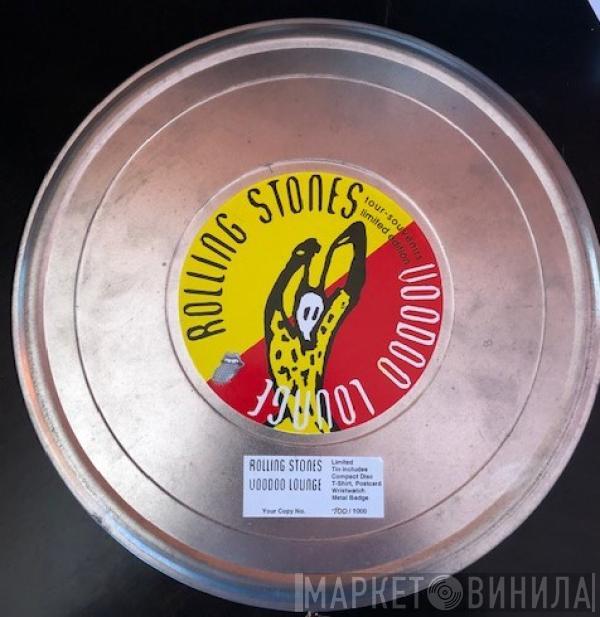 ROLLING STONES
tour-souvenirs
limited edition
VOODOO LOUNGE
ROLLING STONES
VOODOO LOUNGE
Limited
Tin includes
Compact Disc
T-Shirt, Postcard
Wristwatch
Metal Badge
Your Copy No. 700 / 1000
МАРКЕТ ВИНИЛА